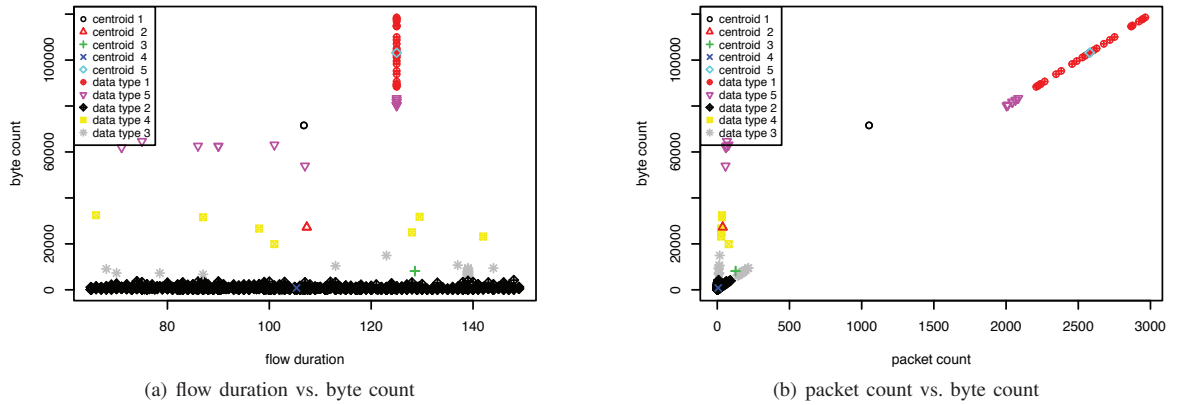 centroid 1
centroid 2
centroid 3
centroid 4
centroid 5
data type 1
data type 5
data type 2
data type 4
data type 3
byte count
0
20000
60000
100000
80
100
120
140
flow duration
(a) flow duration vs. byte count
centroid 1
centroid 2
centroid 3
centroid 4
centroid 5
data type 1
data type 5
data type 2
data type 4
data type 3
byte count
0
20000
60000
100000
0
500
1000
1500
2000
2500
3000
packet count
(b) packet count vs. byte count